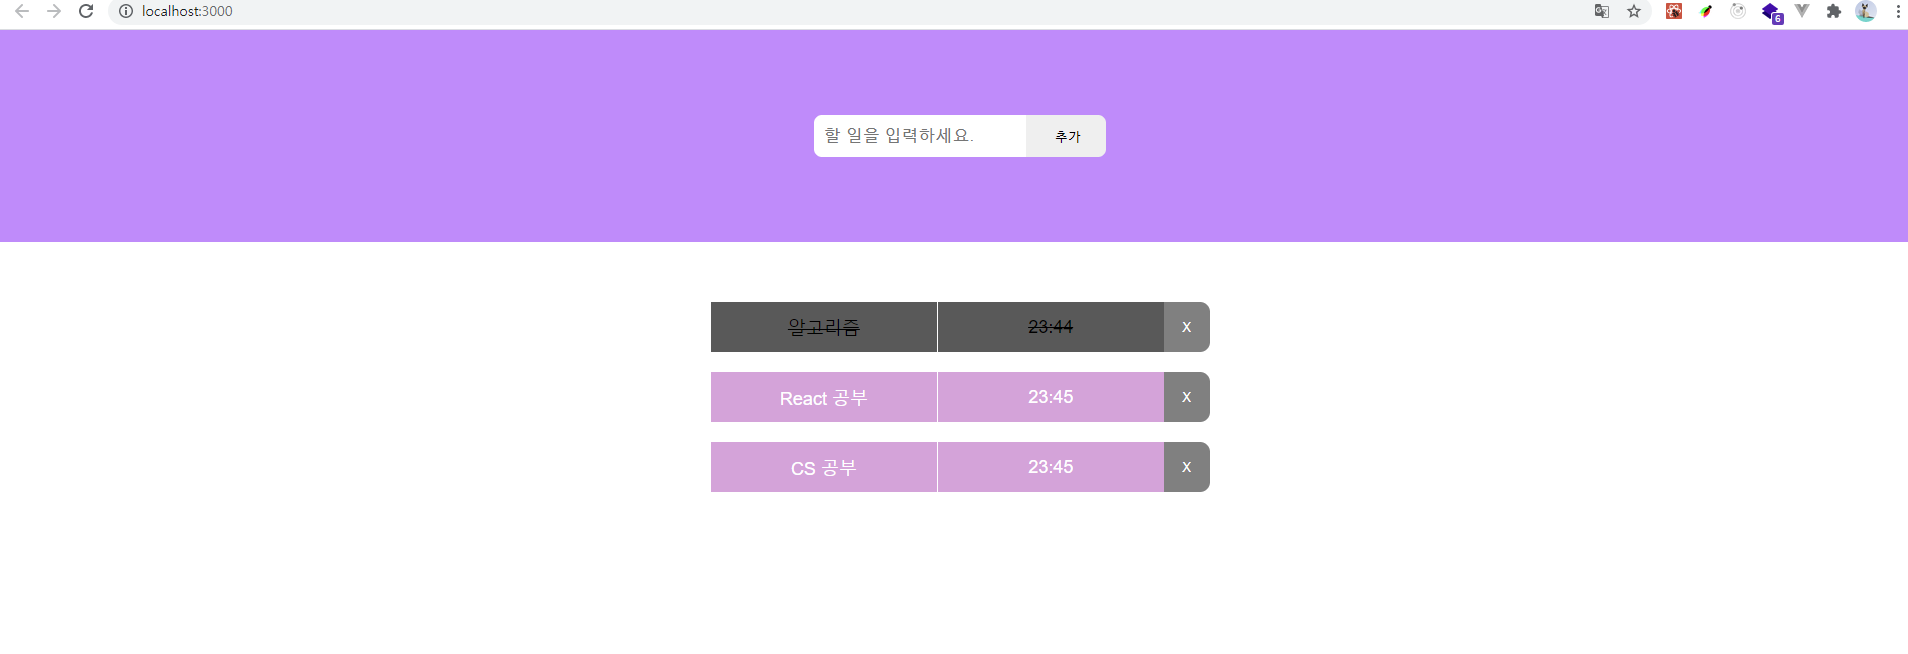 localhost:3000
6
할 일을 입력하세요. 추가
알고리즘 23:44 X
React 공부 23:45 X
CS 공부 23:45 X